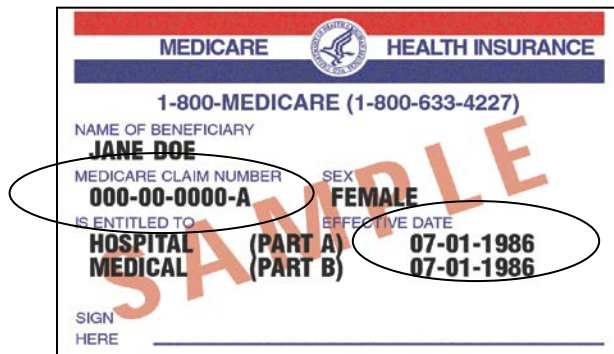 MEDICARE HEALTH INSURANCE
1-800-MEDICARE (1-800-633-4227)
NAME OF BENEFICIARY
JANE DOE
MEDICARE CLAIM NUMBER SEX
000-00-0000-A FEMALE
IS ENTITLED TO EFFECTIVE DATE
HOSPITAL (PART A) 07-01-1986
MEDICAL (PART B) 07-01-1986
SAMPLE
SIGN
HERE